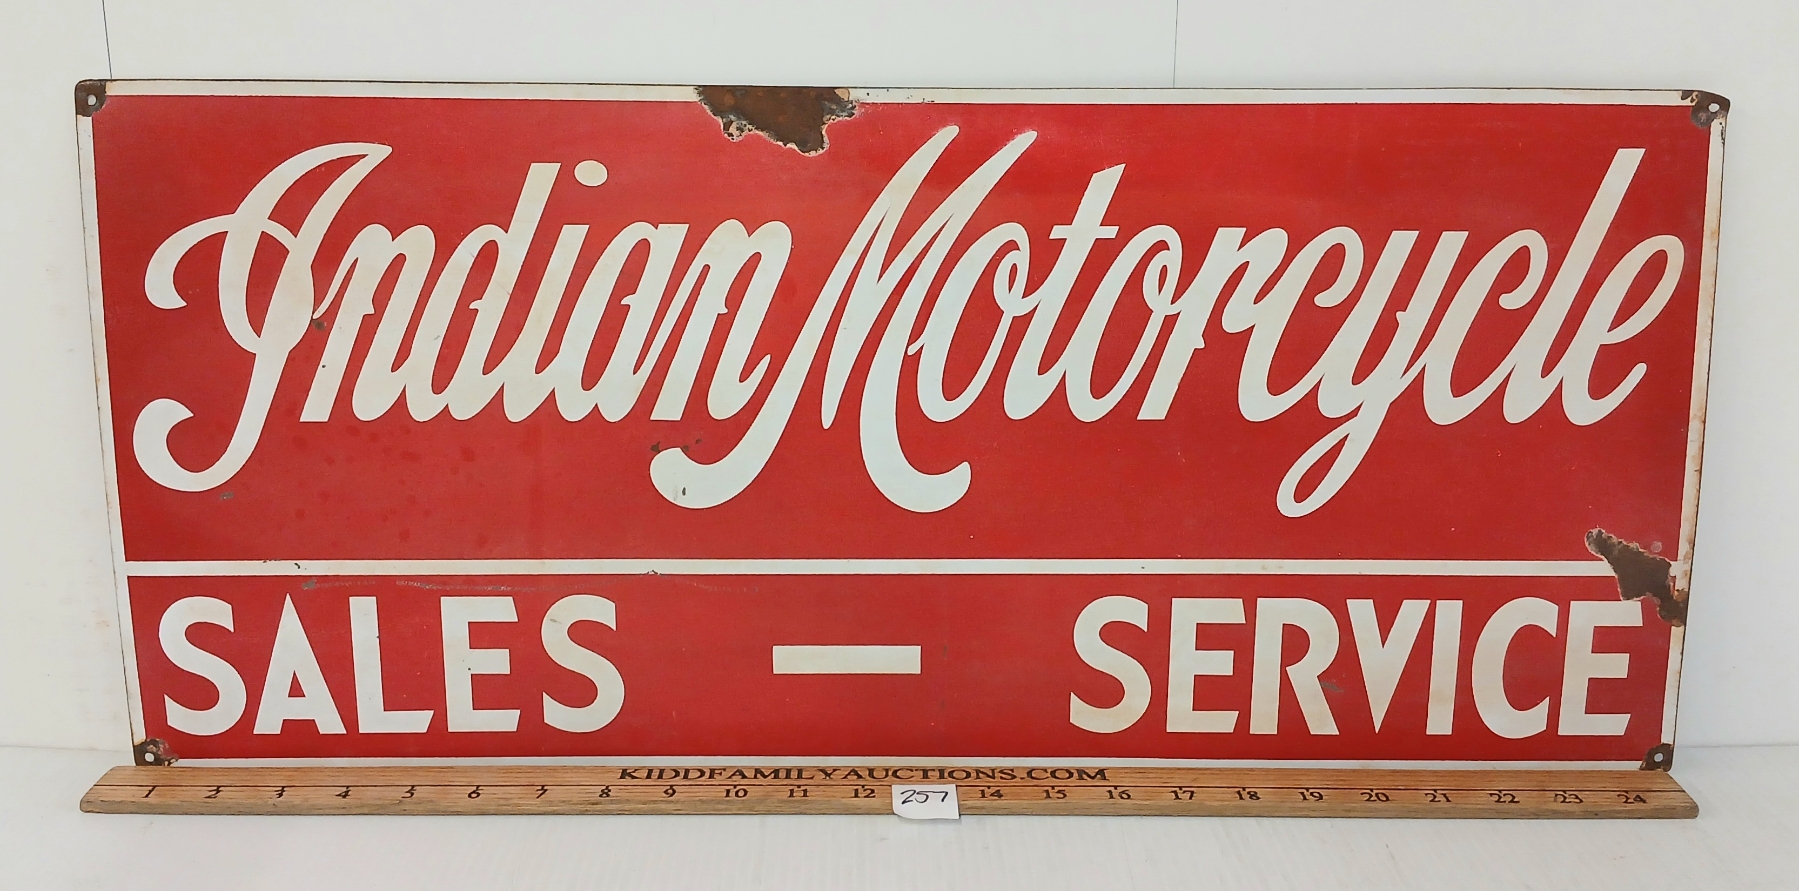 Indian Motorcycle
SALES — SERVICE
KIDDFAMILYAUCTIONS.COM
1 2 3 4 5 6 7 8 9 10 11 12 257 14 15 16 17 18 19 20 21 22 23 24